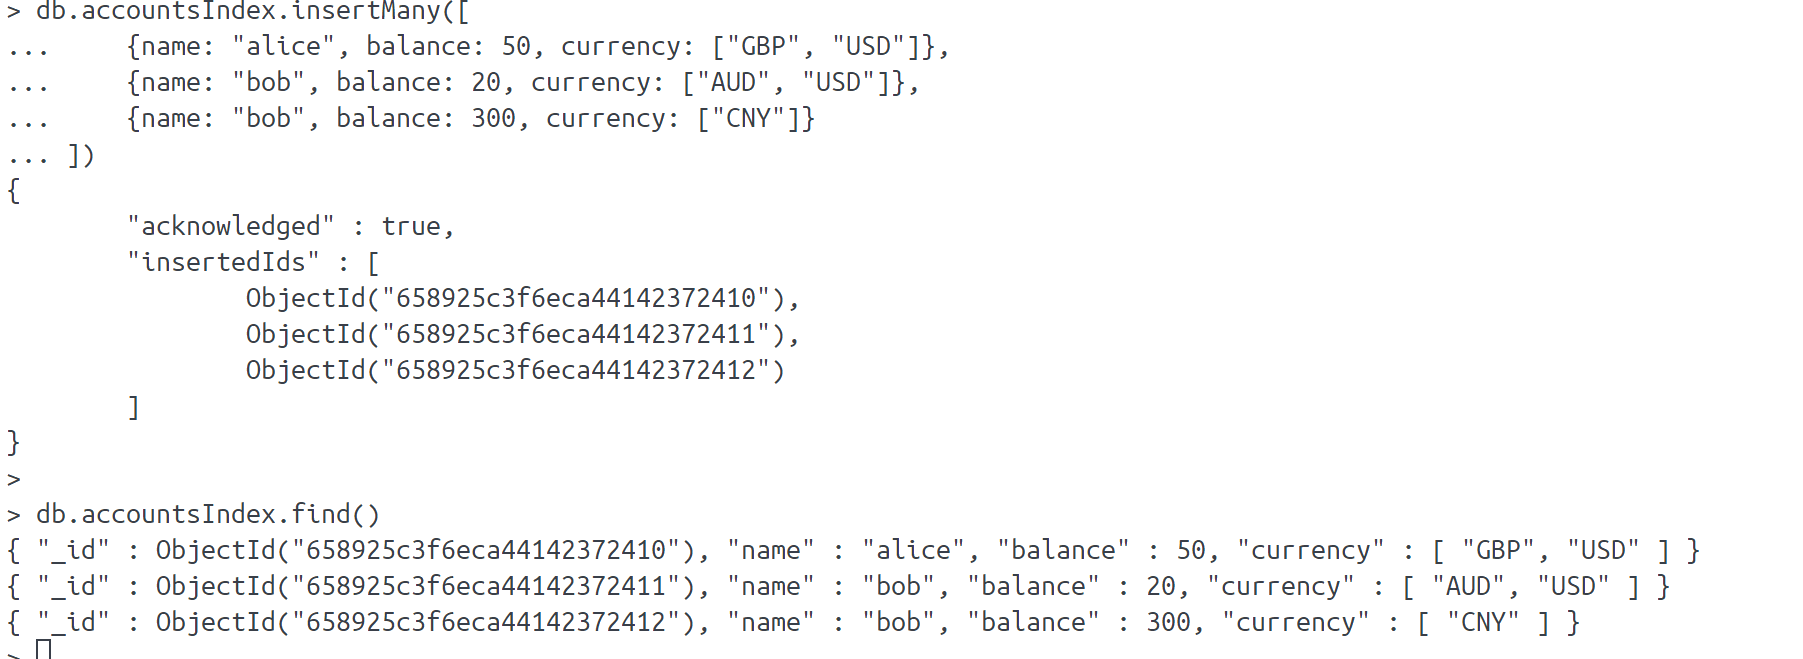 > db.accountsIndex.insertMany([
...     {name: "alice", balance: 50, currency: ["GBP", "USD"]},
...     {name: "bob", balance: 20, currency: ["AUD", "USD"]},
...     {name: "bob", balance: 300, currency: ["CNY"]}
... ])
{
        "acknowledged" : true,
        "insertedIds" : [
                ObjectId("658925c3f6eca44142372410"),
                ObjectId("658925c3f6eca44142372411"),
                ObjectId("658925c3f6eca44142372412")
        ]
}
>
> db.accountsIndex.find()
{ "_id" : ObjectId("658925c3f6eca44142372410"), "name" : "alice", "balance" : 50, "currency" : [ "GBP", "USD" ] }
{ "_id" : ObjectId("658925c3f6eca44142372411"), "name" : "bob", "balance" : 20, "currency" : [ "AUD", "USD" ] }
{ "_id" : ObjectId("658925c3f6eca44142372412"), "name" : "bob", "balance" : 300, "currency" : [ "CNY" ] }
>